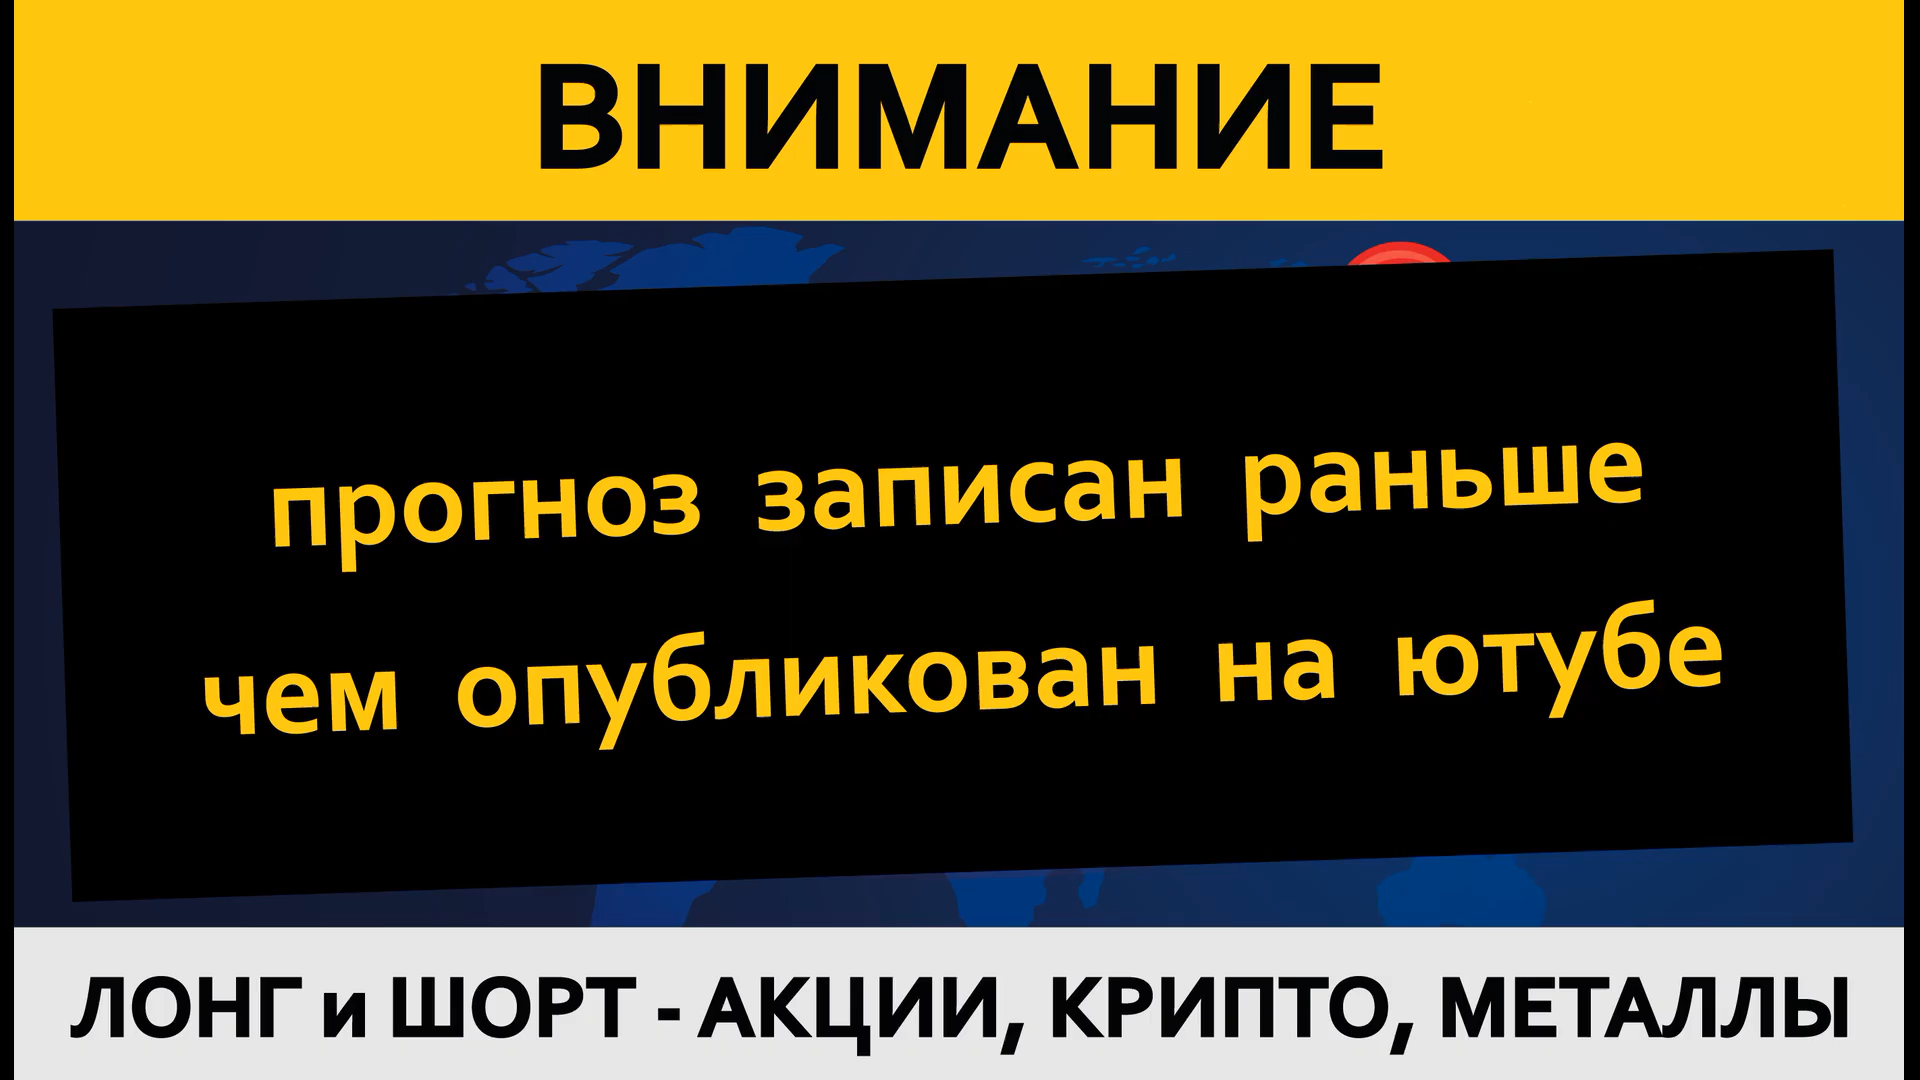 ВНИМАНИЕ
прогноз записан раньше
чем опубликован на ютубе
ЛОНГ и ШОРТ - АКЦИИ, КРИПТО, МЕТАЛЛЫ